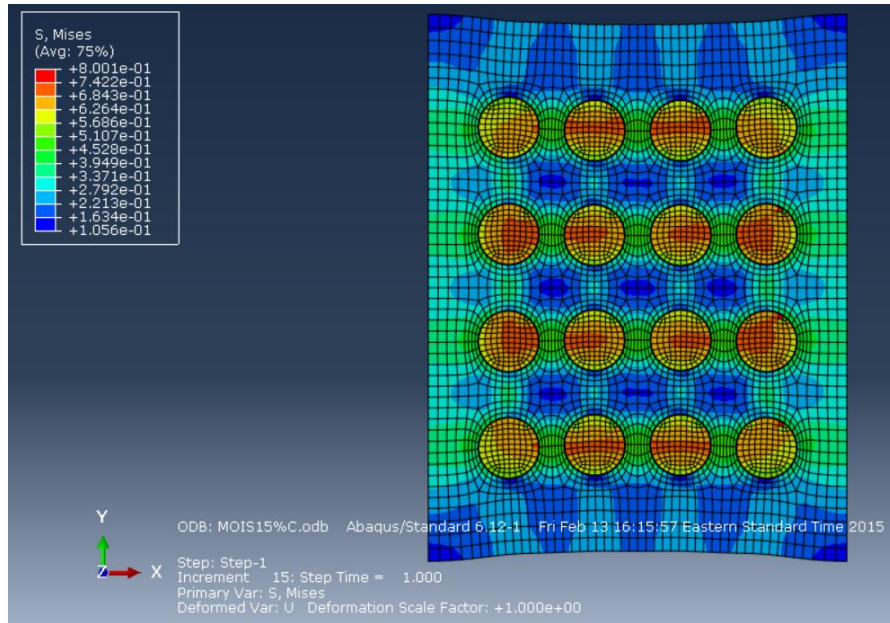 S, Mises
(Avg: 75%)
+8.001e-01
+7.422e-01
+6.843e-01
+6.264e-01
+5.686e-01
+5.107e-01
+4.528e-01
+3.949e-01
+3.371e-01
+2.792e-01
+2.213e-01
+1.634e-01
+1.056e-01
Y
Z X
ODB: MOIS15%C.odb Abaqus/Standard 6.12-1 Fri Feb 13 16:15:57 Eastern Standard Time 2015
Step: Step-1
Increment 15: Step Time = 1.000
Primary Var: S, Mises
Deformed Var: U Deformation Scale Factor: +1.000e+00